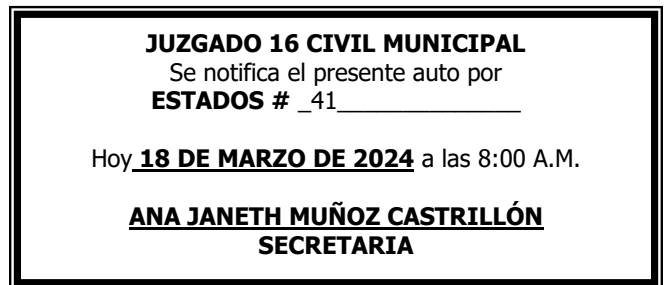 JUZGADO 16 CIVIL MUNICIPAL
Se notifica el presente auto por
ESTADOS # _41______________
Hoy 18 DE MARZO DE 2024 a las 8:00 A.M.
ANA JANETH MUÑOZ CASTRILLÓN
SECRETARIA